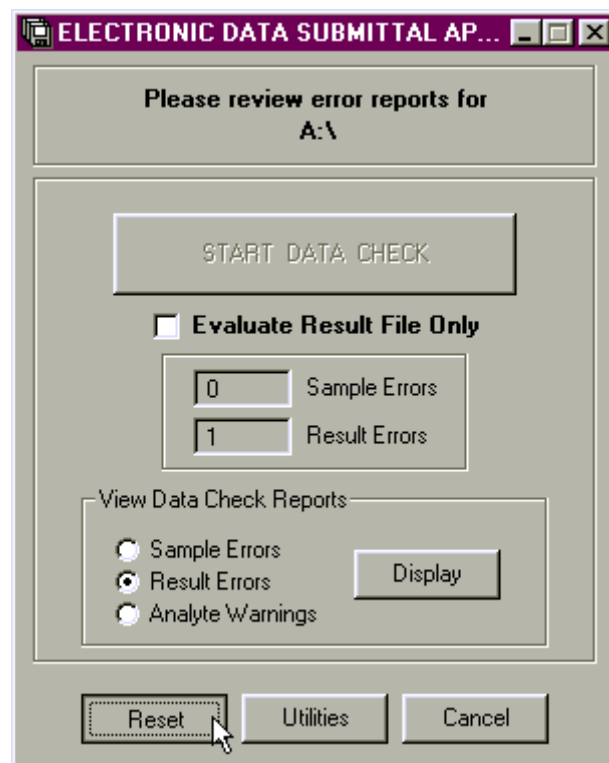 ELECTRONIC DATA SUBMITTAL AP...
Please review error reports for
A:\
START DATA CHECK
Evaluate Result File Only
0 Sample Errors
1 Result Errors
View Data Check Reports
Sample Errors
Result Errors
Display
Analyte Warnings
Reset Utilities Cancel